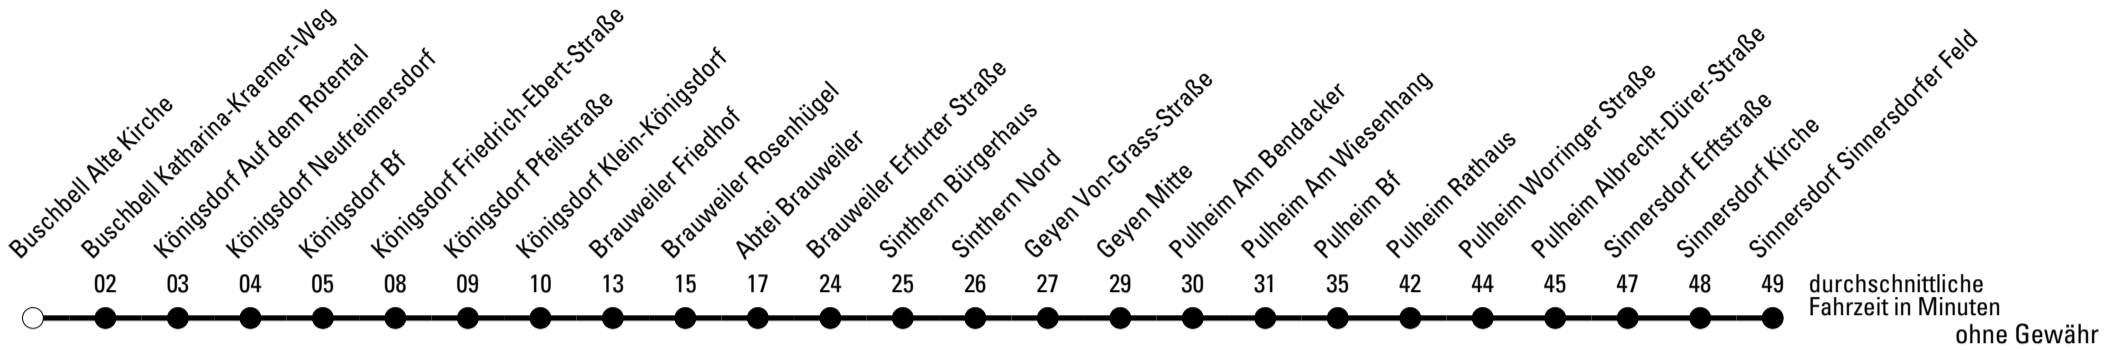 Buschbell Alte Kirche
Buschbell Katharina-Kraemer-Weg
Königsdorf Auf dem Rotental
Königsdorf Neufreimersdorf
Königsdorf Bf
Königsdorf Friedrich-Ebert-Straße
Königsdorf Pfeilstraße
Königsdorf Klein-Königsdorf
Brauweiler Friedhof
Brauweiler Rosenhügel
Abtei Brauweiler
Brauweiler Erfurter Straße
Sinthern Bürgerhaus
Sinthern Nord
Geyen Von-Grass-Straße
Geyen Mitte
Pulheim Am Bendacker
Pulheim Am Wiesenhang
Pulheim Bf
Pulheim Rathaus
Pulheim Worringer Straße
Pulheim Albrecht-Dürer-Straße
Sinnersdorf Erftstraße
Sinnersdorf Kirche
Sinnersdorf Sinnersdorfer Feld
02 03 04 05 08 09 10 13 15 17 24 25 26 27 29 30 31 35 42 44 45 47 48 49 durchschnittliche
Fahrzeit in Minuten
ohne Gewähr